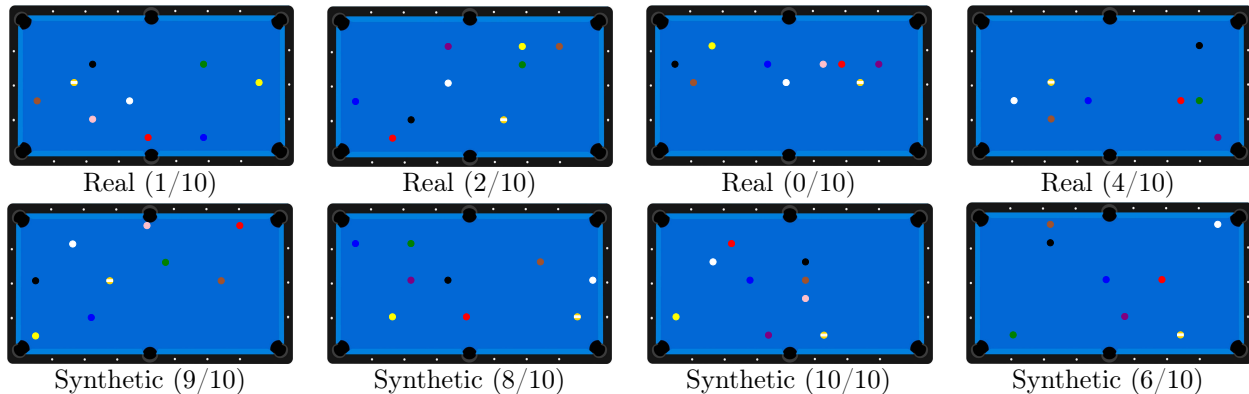 Real (1/10)
Real (2/10)
Real (0/10)
Real (4/10)
Synthetic (9/10)
Synthetic (8/10)
Synthetic (10/10)
Synthetic (6/10)